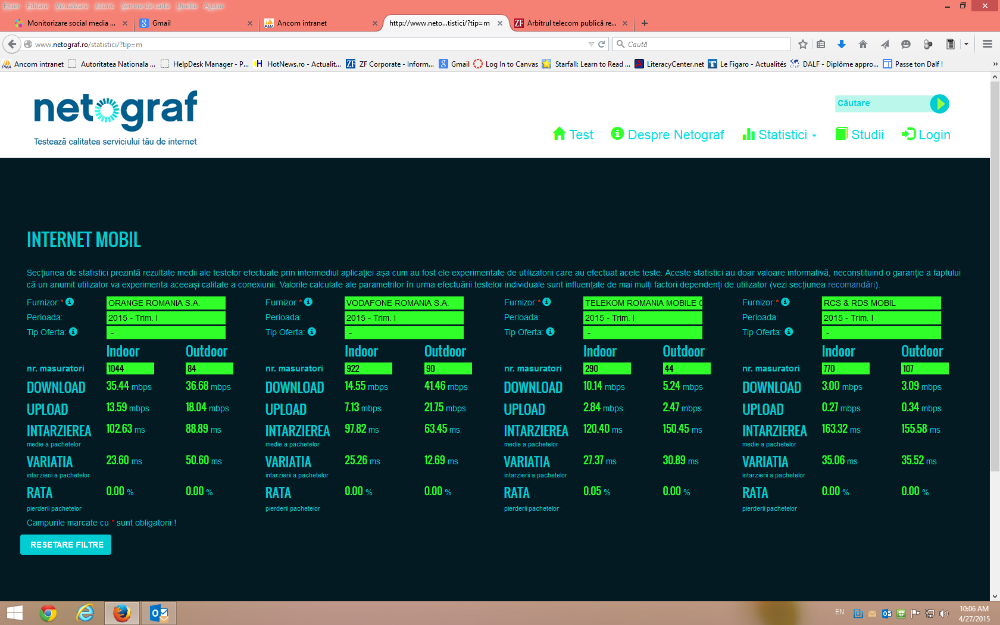 Fișier Editare Vizualizare Istoric Semne de carte Unelte Ajutor
Monitorizare social media ... Gmail Ancom intranet http://www.neto...tistici/?tip=m Arbitrul telecom publică re...
www.netograf.ro/statistici/?tip=m Caută
Ancom intranet Autoritatea Nationala ... HelpDesk Manager - P... HotNews.ro - Actualit... ZF Corporate - Inform... Gmail Log In to Canvas Starfall: Learn to Read ... LiteracyCenter.net Le Figaro - Actualités DALF - Diplôme appro... Passe ton Dalf ! »
netograf
Testează calitatea serviciului tău de internet
Căutare
Test Despre Netograf Statistici Studii Login
INTERNET MOBIL
Secțiunea de statistici prezintă rezultate medii ale testelor efectuate prin intermediul aplicației așa cum au fost ele experimentate de utilizatorii care au efectuat acele teste. Aceste statistici au doar valoare informativă, neconstituind o garanție a faptului
că un anumit utilizator va experimenta aceeași calitate a conexiunii. Valorile calculate ale parametrilor în urma efectuării testelor individuale sunt influențate de mai mulți factori dependenți de utilizator (vezi secțiunea recomandări).
Furnizor:* ORANGE ROMANIA S.A. Furnizor:* VODAFONE ROMANIA S.A. Furnizor:* TELEKOM ROMANIA MOBILE Furnizor:* RCS & RDS MOBIL
Perioada: 2015 - Trim. I Perioada: 2015 - Trim. I Perioada: 2015 - Trim. I Perioada: 2015 - Trim. I
Tip Oferta: - Tip Oferta: - Tip Oferta: - Tip Oferta: -
Indoor Outdoor Indoor Outdoor Indoor Outdoor Indoor Outdoor
nr. masuratori 1044 84 nr. masuratori 922 90 nr. masuratori 290 44 nr. masuratori 770 107
DOWNLOAD 35.44 mbps 36.68 mbps DOWNLOAD 14.55 mbps 41.46 mbps DOWNLOAD 10.14 mbps 5.24 mbps DOWNLOAD 3.00 mbps 3.09 mbps
UPLOAD 13.59 mbps 18.04 mbps UPLOAD 7.13 mbps 21.75 mbps UPLOAD 2.84 mbps 2.47 mbps UPLOAD 0.27 mbps 0.34 mbps
INTARZIEREA 102.63 ms 88.89 ms INTARZIEREA 97.82 ms 63.45 ms INTARZIEREA 120.40 ms 150.45 ms INTARZIEREA 163.32 ms 155.58 ms
medie a pachetelor medie a pachetelor medie a pachetelor medie a pachetelor
VARIATIA 23.60 ms 50.60 ms VARIATIA 25.26 ms 12.69 ms VARIATIA 27.37 ms 30.89 ms VARIATIA 35.06 ms 35.52 ms
intarzierii a pachetelor intarzierii a pachetelor intarzierii a pachetelor intarzierii a pachetelor
RATA 0.00 % 0.00 % RATA 0.00 % 0.00 % RATA 0.05 % 0.00 % RATA 0.00 % 0.00 %
pierderii pachetelor pierderii pachetelor pierderii pachetelor pierderii pachetelor
Campurile marcate cu * sunt obligatorii !
RESETARE FILTRE
EN 10:06 AM
4/27/2015